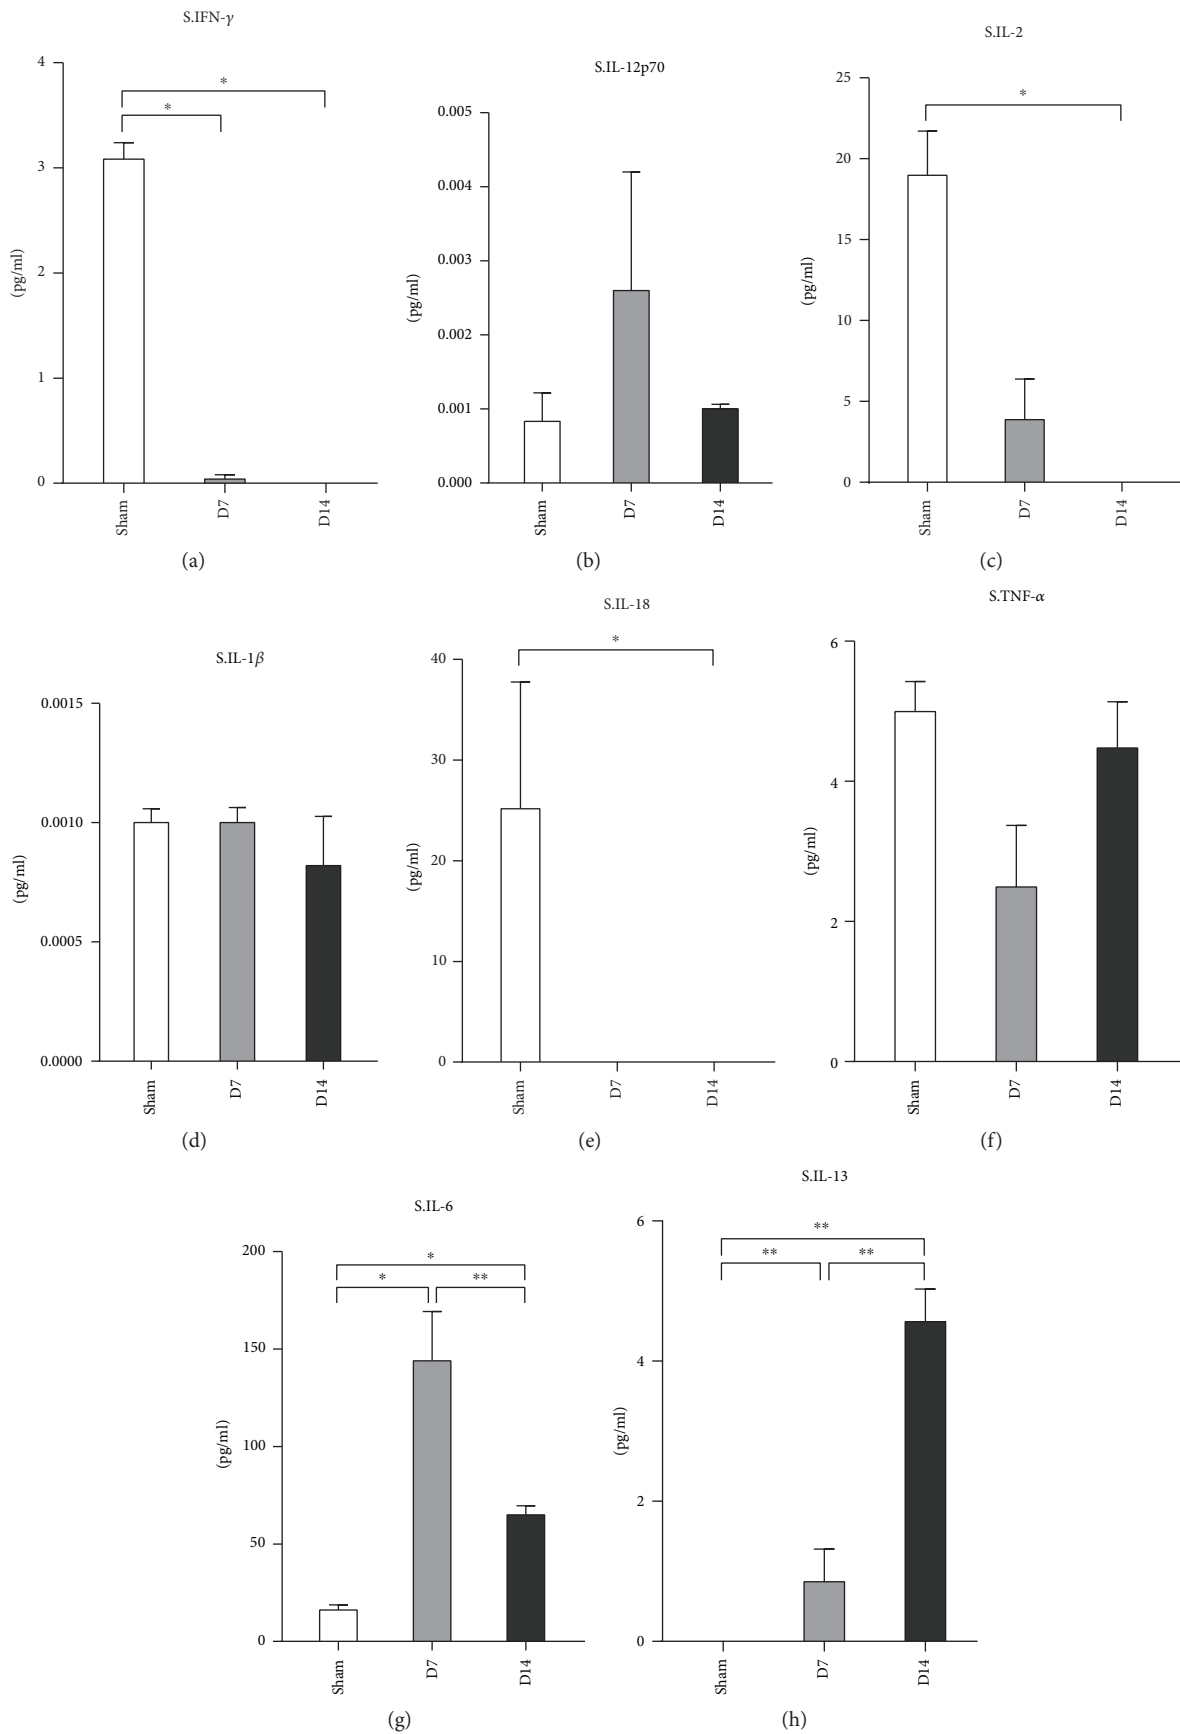 S.IFN-γ
4
3
2
1
0
(pg/ml)
*
*
Sham
D7
D14
(a)
S.IL-12p70
0.005
0.004
0.003
0.002
0.001
0.000
(pg/ml)
Sham
D7
D14
(b)
S.IL-2
25
20
15
10
5
0
(pg/ml)
*
Sham
D7
D14
(c)
S.IL-1β
0.0015
0.0010
0.0005
0.0000
(pg/ml)
Sham
D7
D14
(d)
S.IL-18
40
30
20
10
0
(pg/ml)
*
Sham
D7
D14
(e)
S.TNF-α
6
4
2
0
(pg/ml)
Sham
D7
D14
(f)
S.IL-6
200
150
100
50
0
(pg/ml)
*
*
**
Sham
D7
D14
(g)
S.IL-13
6
4
2
0
(pg/ml)
**
**
**
Sham
D7
D14
(h)